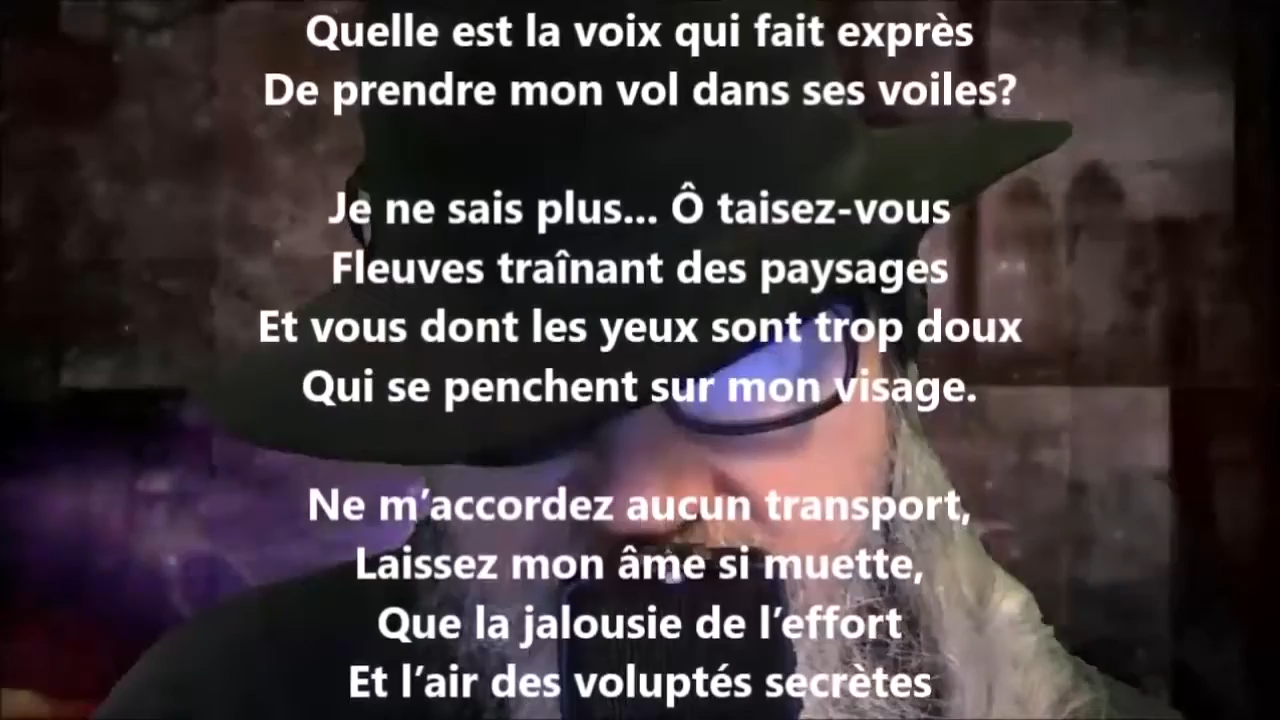 Quelle est la voix qui fait exprès
De prendre mon vol dans ses voiles?
Je ne sais plus... Ô taisez-vous
Fleuves traînant des paysages
Et vous dont les yeux sont trop doux
Qui se penchent sur mon visage.
Ne m’accordez aucun transport,
Laissez mon âme si muette,
Que la jalousie de l’effort
Et l’air des voluptés secrètes